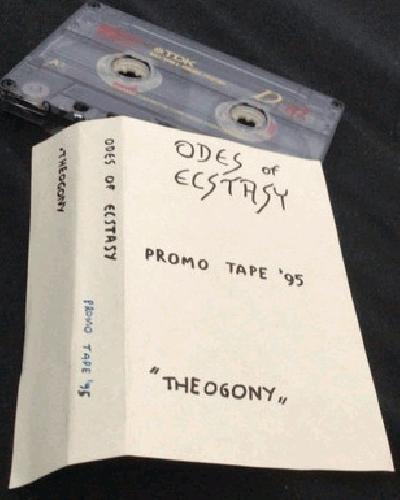 TDK
A
D
ODES OF
ECSTASY
PROMO TAPE '95
"THEOGONY"
ODES OF ECSTASY
PROMO TAPE '95
"THEOGONY